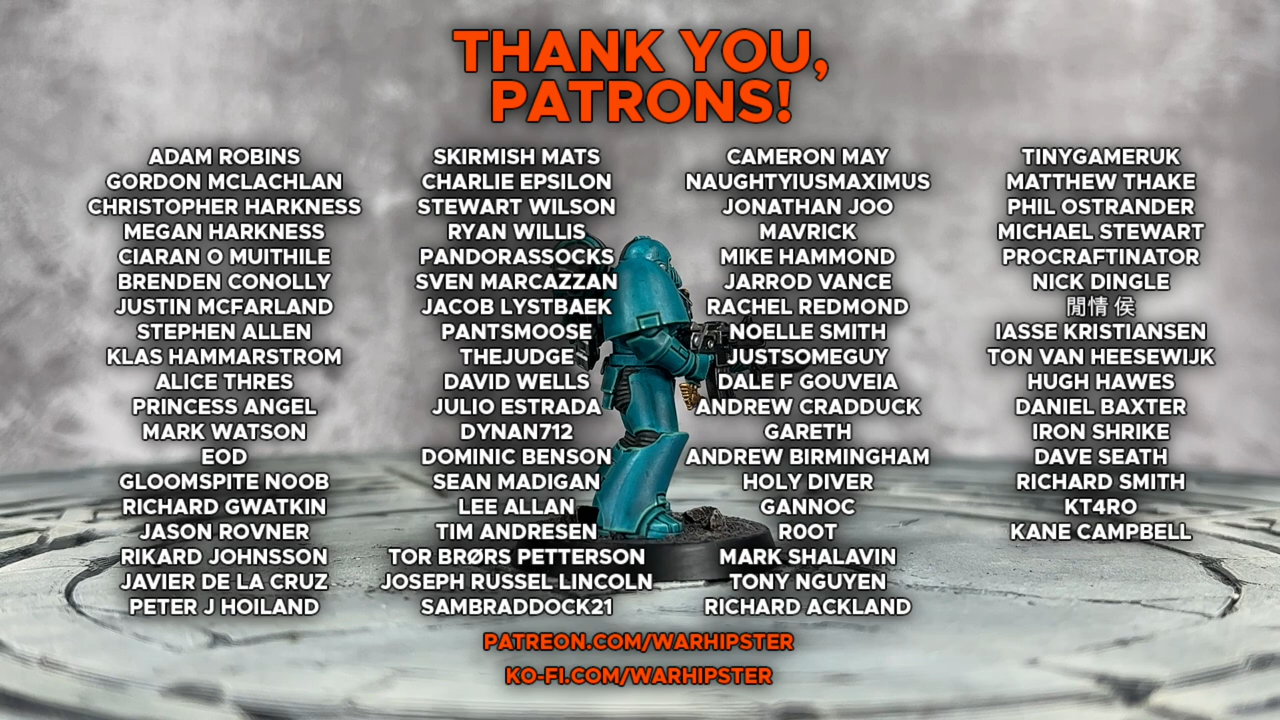 THANK YOU,
PATRONS!
ADAM ROBINS
GORDON MCLACHLAN
CHRISTOPHER HARKNESS
MEGAN HARKNESS
CIARAN O MUITHILE
BRENDEN CONOLLY
JUSTIN MCFARLAND
STEPHEN ALLEN
KLAS HAMMARSTROM
ALICE THRES
PRINCESS ANGEL
MARK WATSON
EOD
GLOOMSPITE NOOB
RICHARD GWATKIN
JASON ROVNER
RIKARD JOHNSSON
JAVIER DE LA CRUZ
PETER J HOILAND
SKIRMISH MATS
CHARLIE EPSILON
STEWART WILSON
RYAN WILLIS
PANDORASSOCKS
SVEN MARCAZZAN
JACOB LYSTBAEK
PANTSMOOSE
THEJUDGE
DAVID WELLS
JULIO ESTRADA
DYNAN712
DOMINIC BENSON
SEAN MADIGAN
LEE ALLAN
TIM ANDRESEN
TOR BRØRS PETTERSON
JOSEPH RUSSEL LINCOLN
SAMBRADDOCK21
CAMERON MAY
NAUGHTYIUSMAXIMUS
JONATHAN JOO
MAVRICK
MIKE HAMMOND
JARROD VANCE
RACHEL REDMOND
NOELLE SMITH
JUSTSOMEGUY
DALE F GOUVEIA
ANDREW CRADDUCK
GARETH
ANDREW BIRMINGHAM
HOLY DIVER
GANNOC
R0OT
MARK SHALAVIN
TONY NGUYEN
RICHARD ACKLAND
TINYGAMERUK
MATTHEW THAKE
PHIL OSTRANDER
MICHAEL STEWART
PROCRAFTINATOR
NICK DINGLE
閒情 侯
IASSE KRISTIANSEN
TON VAN HEESEWIJK
HUGH HAWES
DANIEL BAXTER
IRON SHRIKE
DAVE SEATH
RICHARD SMITH
KT4RO
KANE CAMPBELL
PATREON.COM/WARHIPSTER
KO-FI.COM/WARHIPSTER